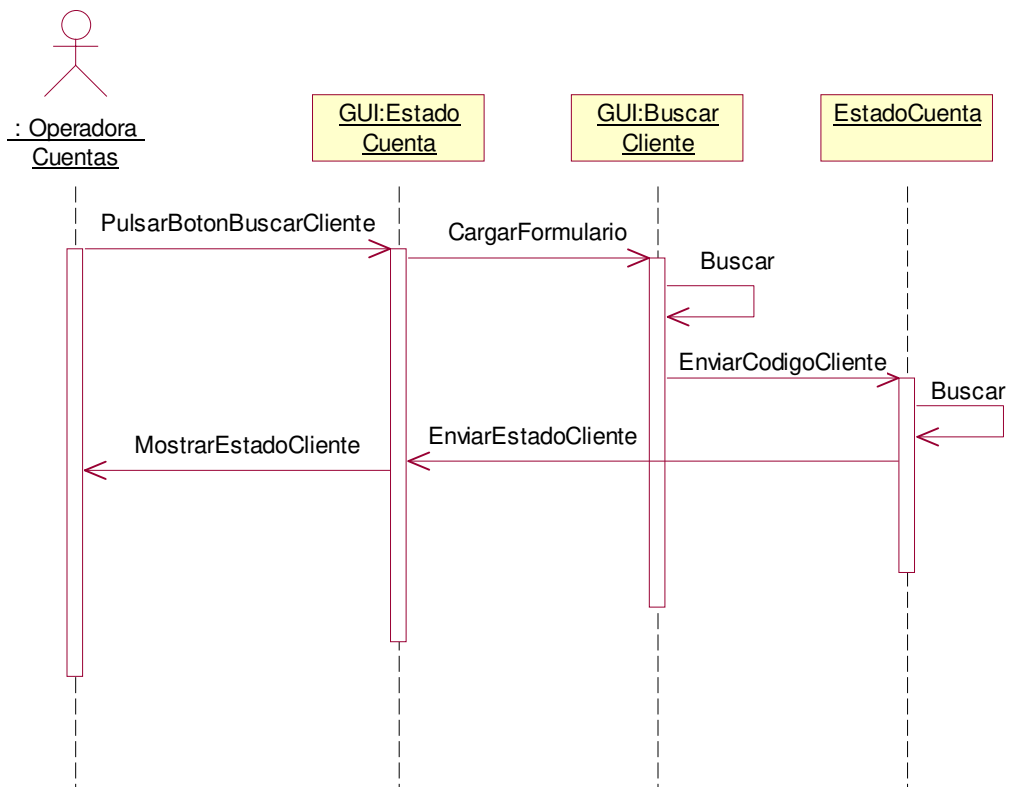 : Operadora
Cuentas
GUI:Estado
Cuenta
GUI:Buscar
Cliente
EstadoCuenta
PulsarBotonBuscarCliente
CargarFormulario
Buscar
EnviarCodigoCliente
Buscar
EnviarEstadoCliente
MostrarEstadoCliente